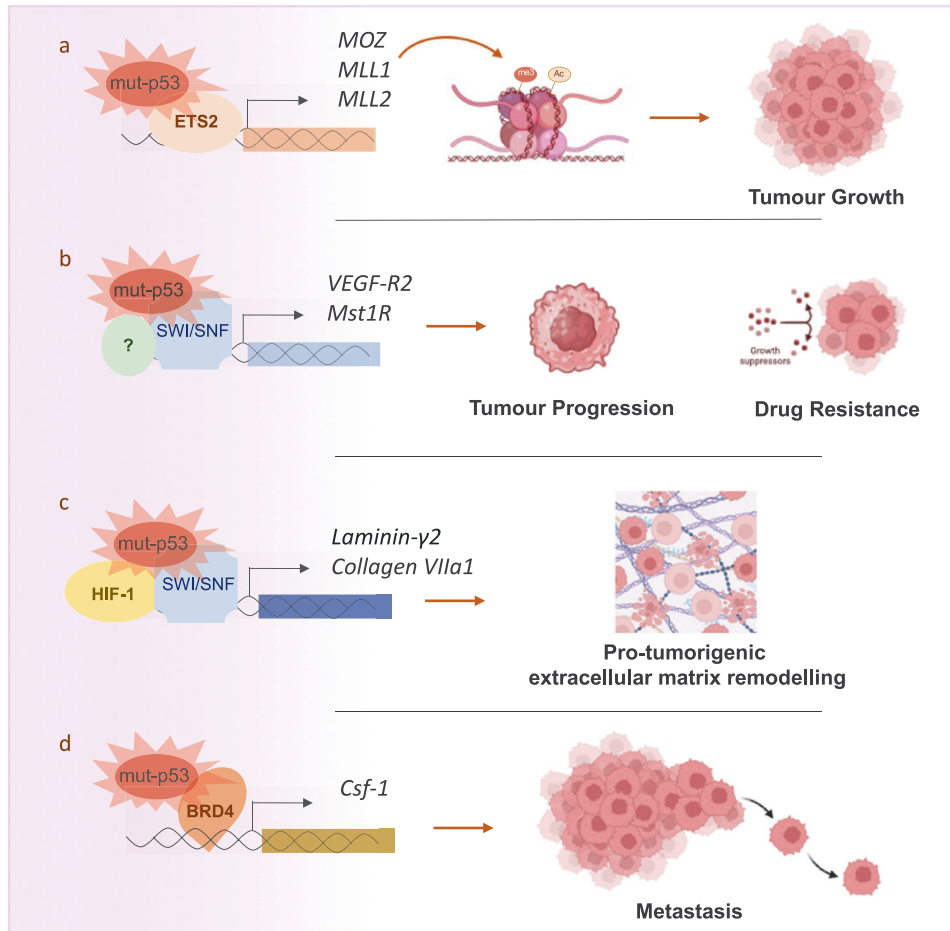 a
mut-p53
ETS2
MOZ
MLL1
MLL2
me3
Ac
Tumour Growth
b
mut-p53
?
SWI/SNF
VEGF-R2
Mst1R
Tumour Progression
Growth
suppressors
Drug Resistance
c
mut-p53
HIF-1
SWI/SNF
Laminin-γ2
Collagen VIIa1
Pro-tumorigenic
extracellular matrix remodelling
d
mut-p53
BRD4
Csf-1
Metastasis